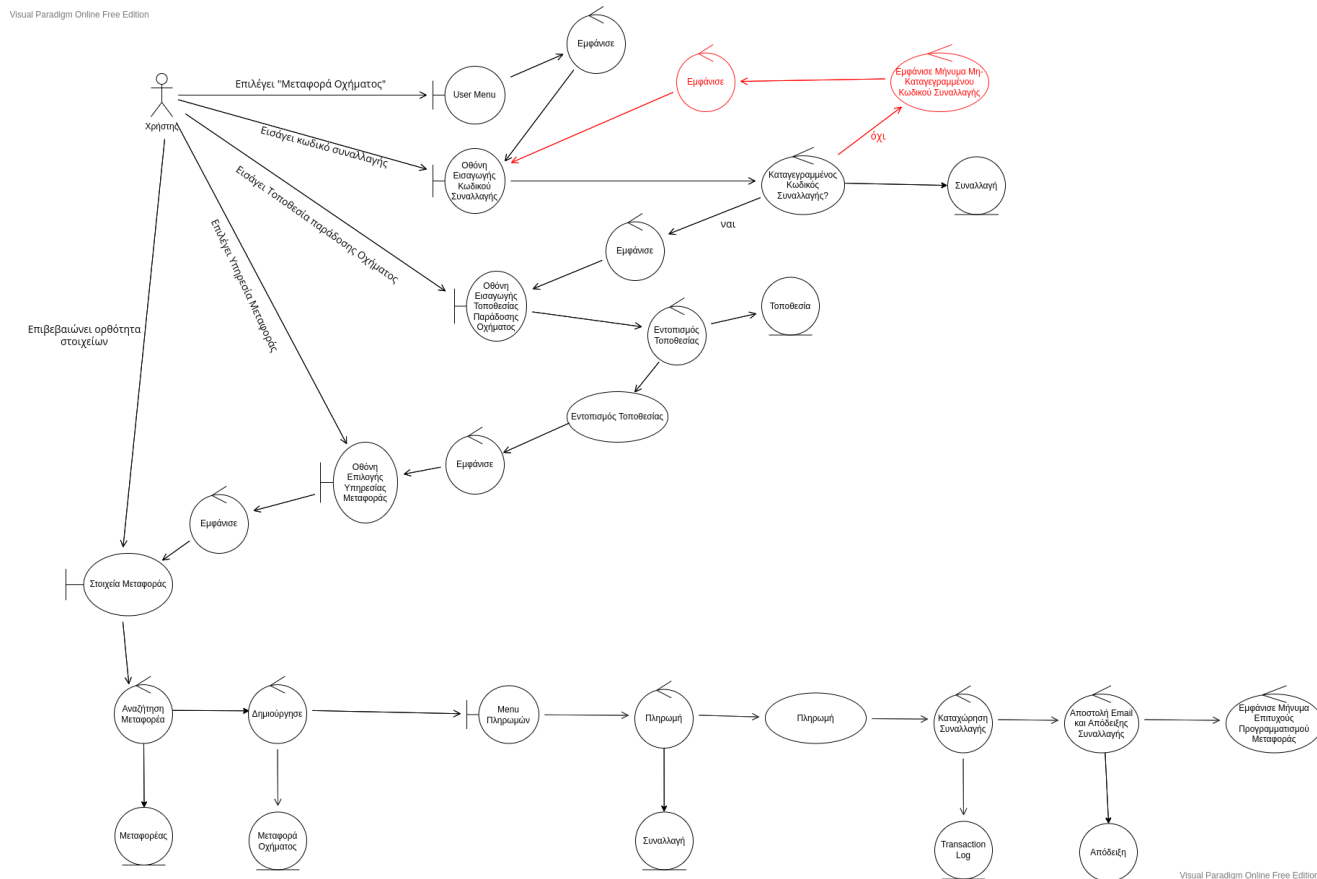 Visual Paradigm Online Free Edition
Εμφάνισε
Επιλέγει "Μεταφορά Οχήματος"
User Menu
Εμφάνισε
Εμφάνισε Μήνυμα Μη-
Καταγεγραμμένου
Κωδικού Συναλλαγής
Χρήστης
Εισάγει κωδικό συναλλαγής
όχι
Οθόνη
Εισαγωγής
Κωδικού
Συναλλαγής
Καταγεγραμμένος
Κωδικός
Συναλλαγής?
Συναλλαγή
Εισάγει Τοποθεσία παράδοσης Οχήματος
ναι
Επιλέγει Υπηρεσία Μεταφοράς
Εμφάνισε
Οθόνη
Εισαγωγής
Τοποθεσίας
Παράδοσης
Οχήματος
Τοποθεσία
Εντοπισμός
Τοποθεσίας
Επιβεβαιώνει ορθότητα
στοιχείων
Εντοπισμός Τοποθεσίας
Εμφάνισε
Οθόνη
Επιλογής
Υπηρεσίας
Μεταφοράς
Εμφάνισε
Στοιχεία Μεταφοράς
Αναζήτηση
Μεταφορέα
Δημιούργησε
Menu
Πληρωμών
Πληρωμή
Πληρωμή
Καταχώρηση
Συναλλαγής
Αποστολή Email
και Απόδειξης
Συναλλαγής
Εμφάνισε Μήνυμα
Επιτυχούς
Προγραμματισμού
Μεταφοράς
Μεταφορέας
Μεταφορά
Οχήματος
Συναλλαγή
Transaction
Log
Απόδειξη
Visual Paradigm Online Free Edition